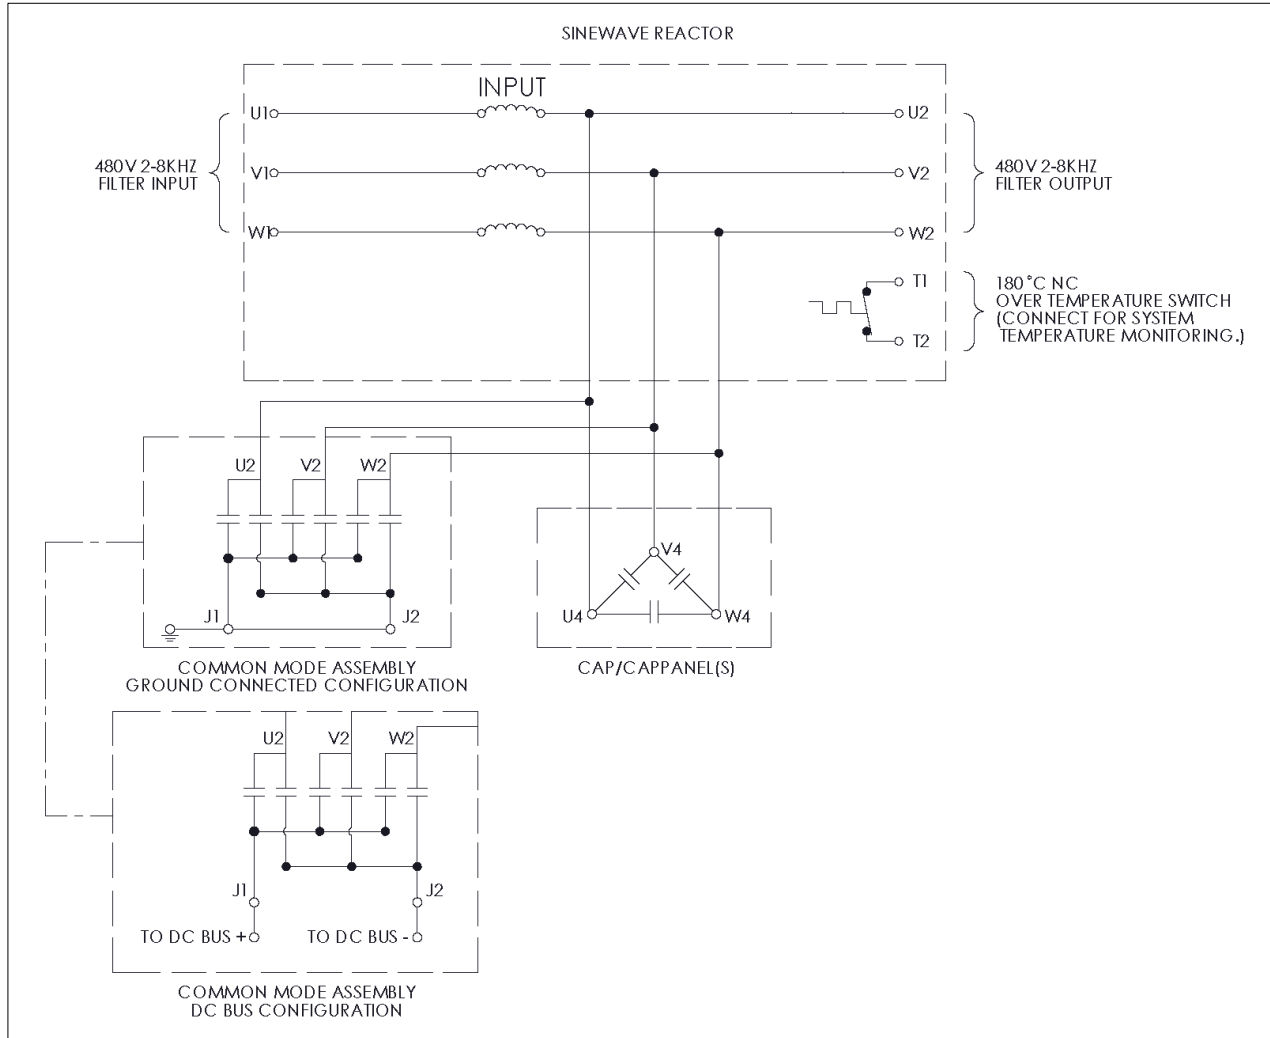 SINEWAVE REACTOR
INPUT
U1
U2
480V 2-8KHZ
FILTER INPUT
V1
V2
480V 2-8KHZ
FILTER OUTPUT
W1
W2
T1
T2
180°C NC
OVER TEMPERATURE SWITCH
(CONNECT FOR SYSTEM
TEMPERATURE MONITORING.)
U2
V2
W2
J1
J2
COMMON MODE ASSEMBLY
GROUND CONNECTED CONFIGURATION
V4
U4
W4
CAP/CAPPANEL(S)
U2
V2
W2
J1
J2
TO DC BUS +
TO DC BUS -
COMMON MODE ASSEMBLY
DC BUS CONFIGURATION